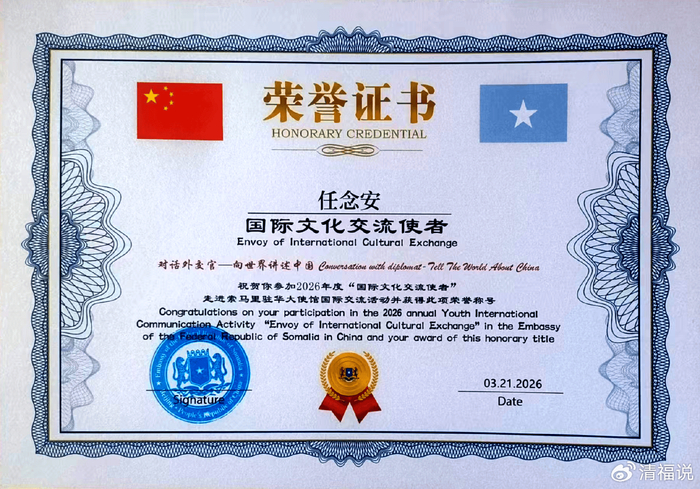 荣誉证书
HONORARY CREDENTIAL
任念安
国际文化交流使者
Envoy of International Cultural Exchange
对话外交官—向世界讲述中国 Conversation with diplomat - Tell The World About China
祝贺你参加2026年度“国际文化交流使者”
走进索马里驻华大使馆国际交流活动并获得此项荣誉称号
Congratulations on your participation in the 2026 annual Youth International
Communication Activity “Envoy of International Cultural Exchange” in the Embassy
of the Federal Republic of Somalia in China and your award of this honorary title
Signature
03.21.2026
Date
清福说